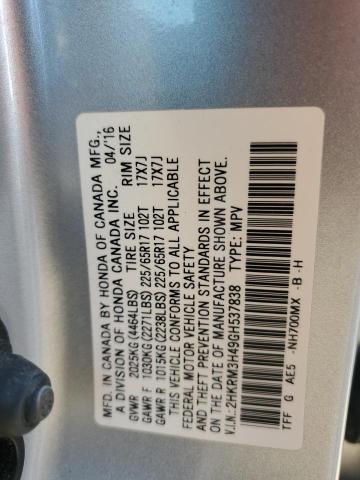 MFD. IN CANADA BY HONDA OF CANADA MFG.,
A DIVISION OF HONDA CANADA INC. 04/'16
GVWR 2025KG(4464LBS) TIRE SIZE RIM SIZE
GAWR F 1030KG(2271LBS)225/65R17 102T 17X7J
GAWR R 1015KG(2238LBS)225/65R17 102T 17X7J
THIS VEHICLE CONFORMS TO ALL APPLICABLE
FEDERAL MOTOR VEHICLE SAFETY
AND THEFT PREVENTION STANDARDS IN EFFECT
ON THE DATE OF MANUFACTURE SHOWN ABOVE.
V.I.N.:2HKRM3H49GH537838 TYPE: MPV
TFF G AE5 -NH700MX -B -H